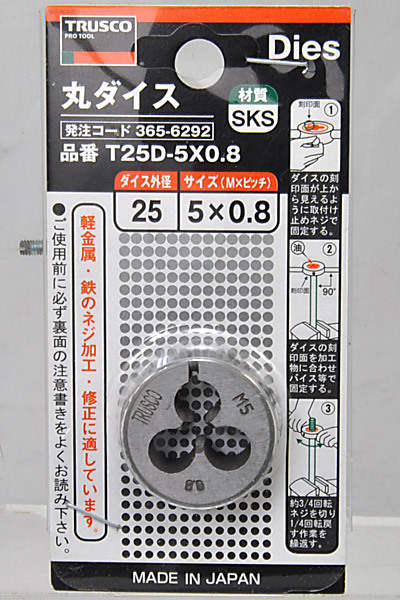 TRUSCO
PRO TOOL
Dies
丸ダイス
材質
SKS
発注コード 365-6292
品番 T25D-5X0.8
ダイス外径
サイズ(M×ピッチ)
25
5×0.8
軽金属・鉄のネジ加工・修正に適しています。
●ご使用前に必ず裏面の注意書きをよくお読み下さい。
刻印面
①
ダイスの刻
印面が上か
ら見えるよ
うに取付け
止めネジで
固定する。
油
②
刻印面
90°
ダイスの刻
印面を加工
物に合わせ
バイス等で
固定する。
③
約3/4回転
ネジを切り
1/4回転戻
す作業を
繰返す。
TRUSCO
M5
0.8
MADE IN JAPAN